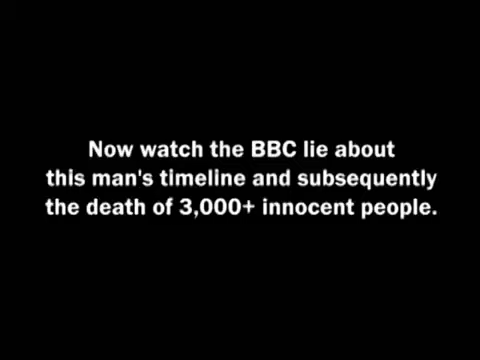 Now watch the BBC lie about
this man's timeline and subsequently
the death of 3,000+ innocent people.